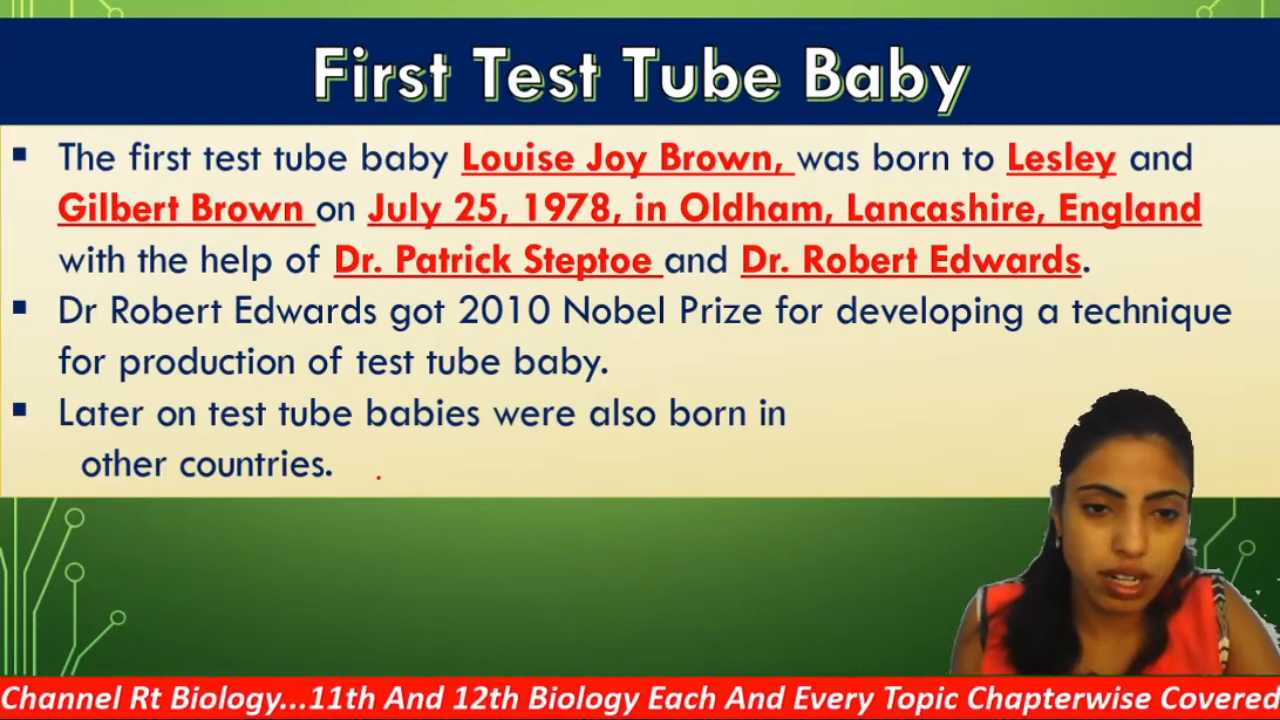 First Test Tube Baby
▪ The first test tube baby Louise Joy Brown, was born to Lesley and
Gilbert Brown on July 25, 1978, in Oldham, Lancashire, England
with the help of Dr. Patrick Steptoe and Dr. Robert Edwards.
▪ Dr Robert Edwards got 2010 Nobel Prize for developing a technique
for production of test tube baby.
▪ Later on test tube babies were also born in
other countries.
Channel Rt Biology...11th And 12th Biology Each And Every Topic Chapterwise Covered